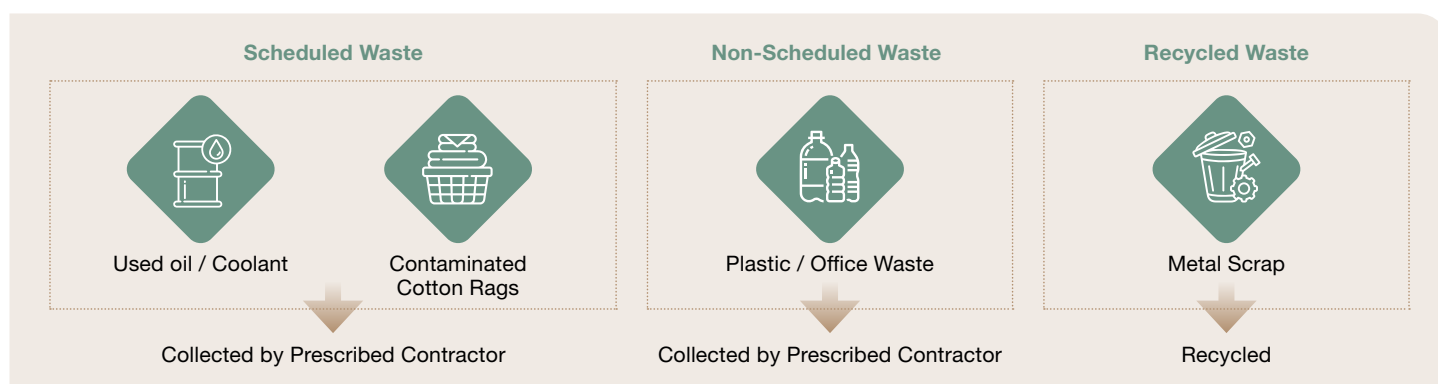 Scheduled Waste
Used oil / Coolant
Contaminated
Cotton Rags
Collected by Prescribed Contractor
Non-Scheduled Waste
Plastic / Office Waste
Collected by Prescribed Contractor
Recycled Waste
Metal Scrap
Recycled